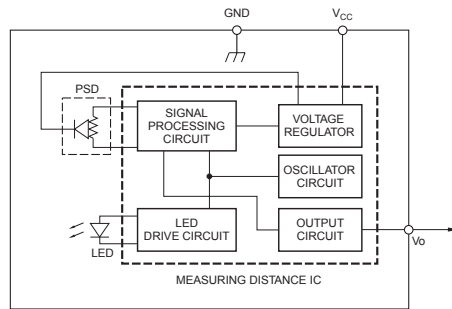 GND
VCC
PSD
SIGNAL
PROCESSING
CIRCUIT
VOLTAGE
REGULATOR
OSCILLATOR
CIRCUIT
LED
DRIVE CIRCUIT
OUTPUT
CIRCUIT
LED
Vo
MEASURING DISTANCE IC